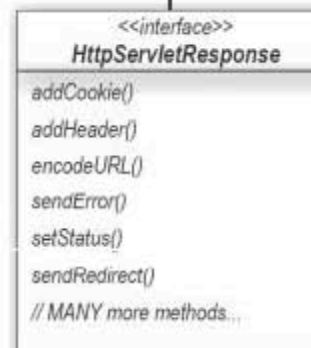 <<interface>>
HttpServletResponse
addCookie()
addHeader()
encodeURL()
sendError()
setStatus()
sendRedirect()
// MANY more methods...